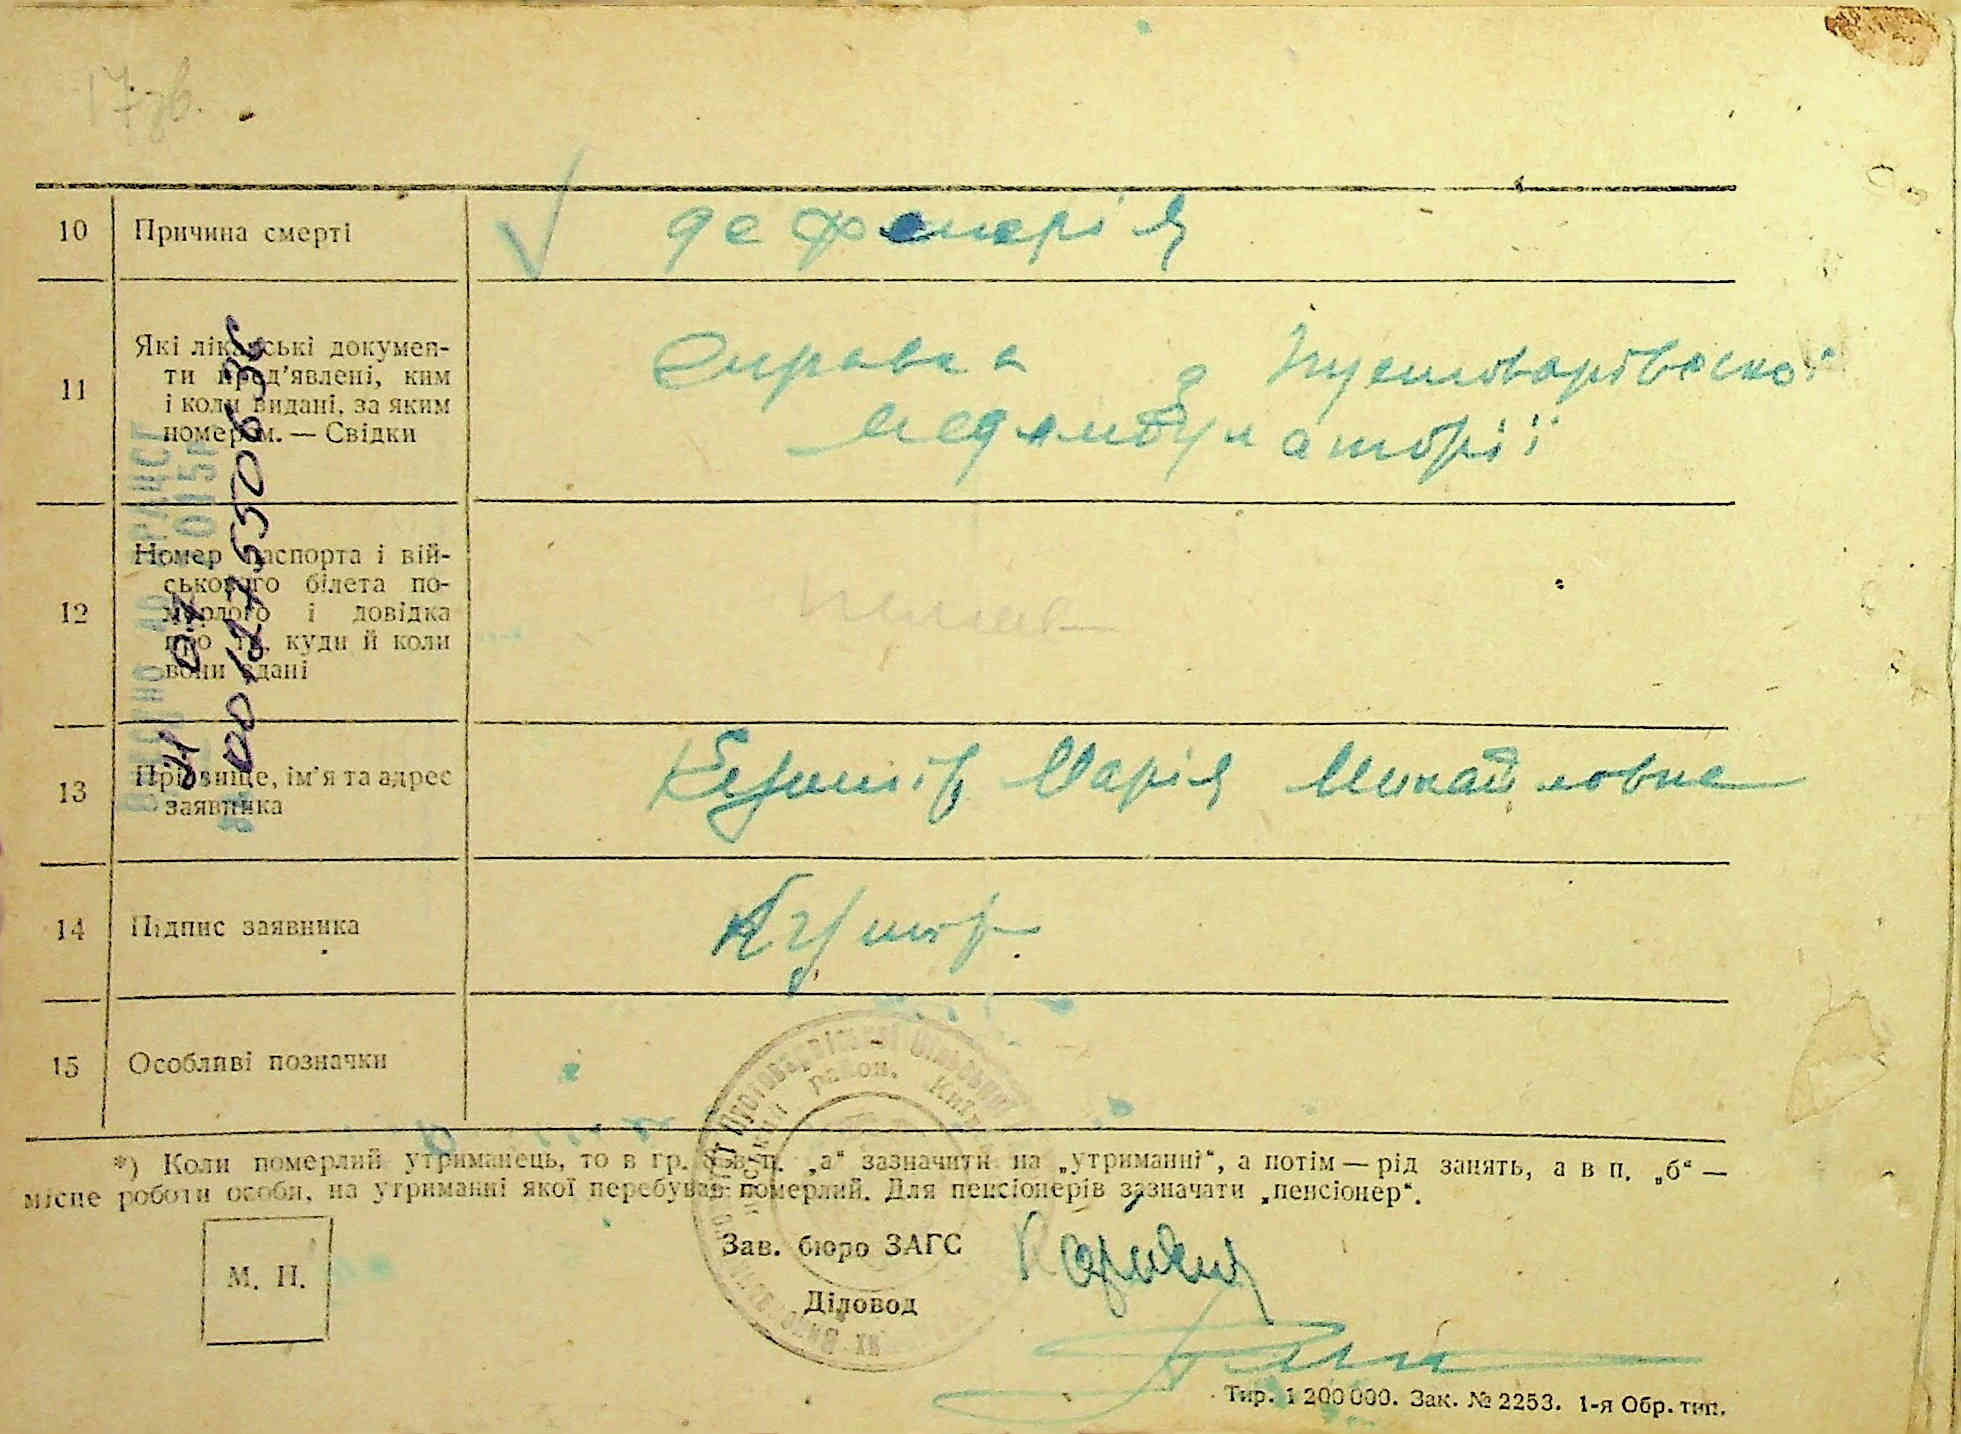 17 зв.
10 Причина смерті дефтерія
11 Які лікарські докумен-
ти пред'явлені, ким
і коли видані, за яким
номером. — Свідки
Справка з Пустоварівської
медамбулаторії
12 Номер паспорта і вій-
ськового білета по-
мерлого і довідка
про те, куди й коли
вони здані
немає
13 Прізвище, ім'я та адрес
заявника
Марія Михайловна
14 Підпис заявника
15 Особливі позначки
*) Коли померлий утриманець, то в гр. 8 в п. „а“ зазначити на „утриманні“, а потім — рід занять, а в п. „б“ —
місце роботи особи, на утриманні якої перебував померлий. Для пенсіонерів зазначати „пенсіонер“.
М. П.
Зав. бюро ЗАГС
Діловод
Тир. 1 200 000. Зак. № 2253. 1-я Обр. тип.